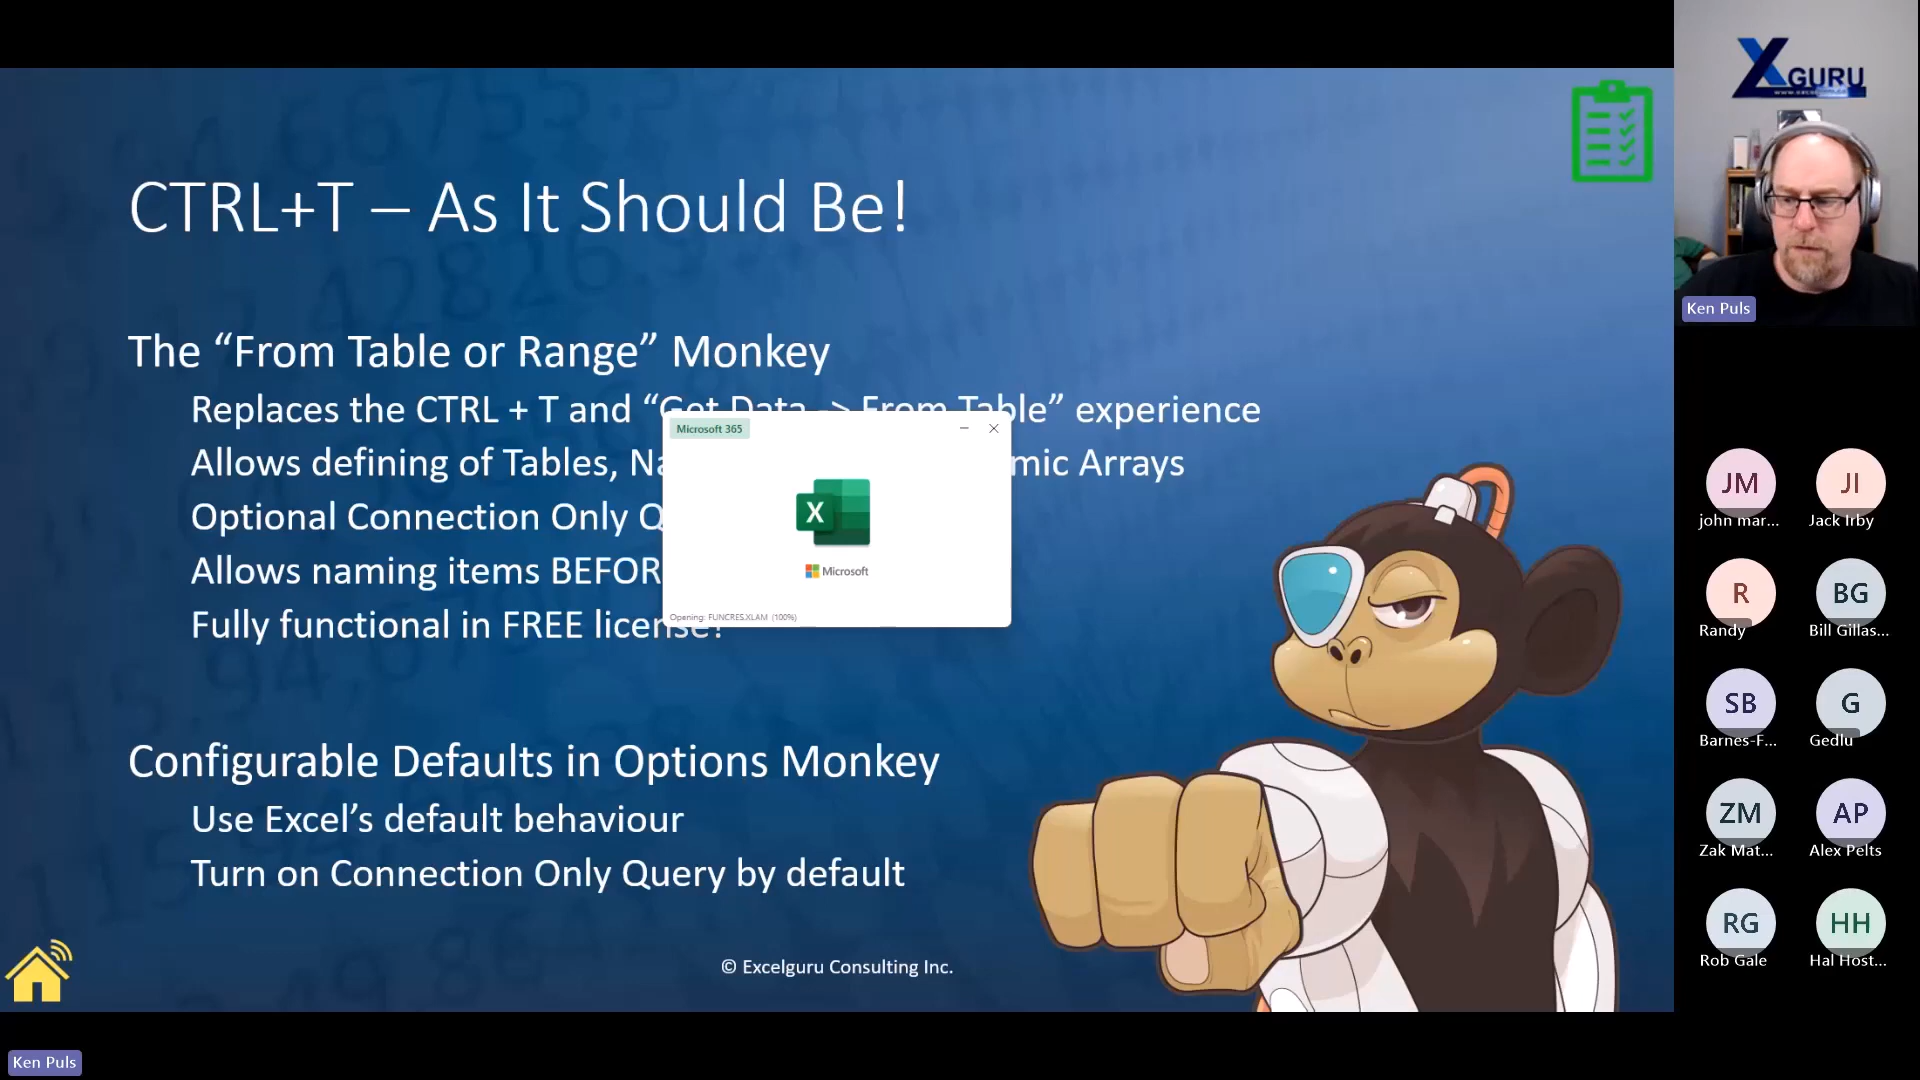 CTRL+T – As It Should Be!
The “From Table or Range” Monkey
Replaces the CTRL + T and “Get Data -> From Table” experience
Allows defining of Tables, Na
mic Arrays
Optional Connection Only Q
Allows naming items BEFOR
Fully functional in FREE license!
Microsoft 365
X
Microsoft
Opening: FUNCRES.XLAM (100%)
Configurable Defaults in Options Monkey
Use Excel’s default behaviour
Turn on Connection Only Query by default
© Excelguru Consulting Inc.
Ken Puls
XGURU
Ken Puls
JM
john mar...
JI
Jack Irby
R
Randy
BG
Bill Gillas...
SB
Barnes-F...
G
Gedlu
ZM
Zak Mat...
AP
Alex Pelts
RG
Rob Gale
HH
Hal Host...